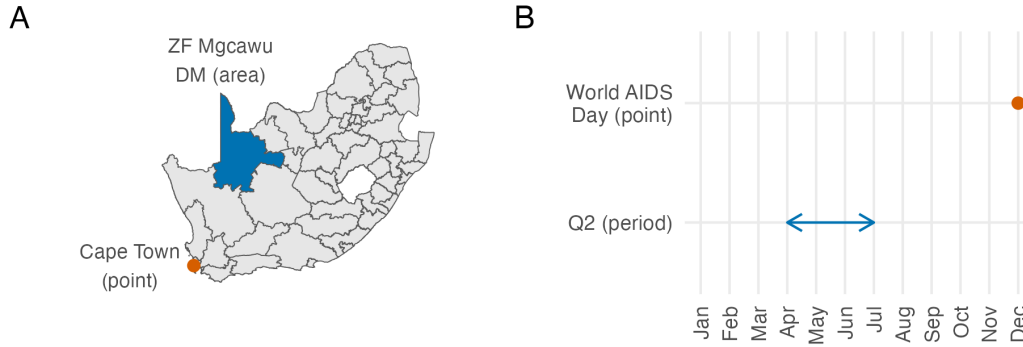 A
ZF Mgcawu
DM (area)
Cape Town
(point)
B
World AIDS
Day (point)
Q2 (period)
Jan
Feb
Mar
Apr
May
Jun
Jul
Aug
Sep
Oct
Nov
Dec